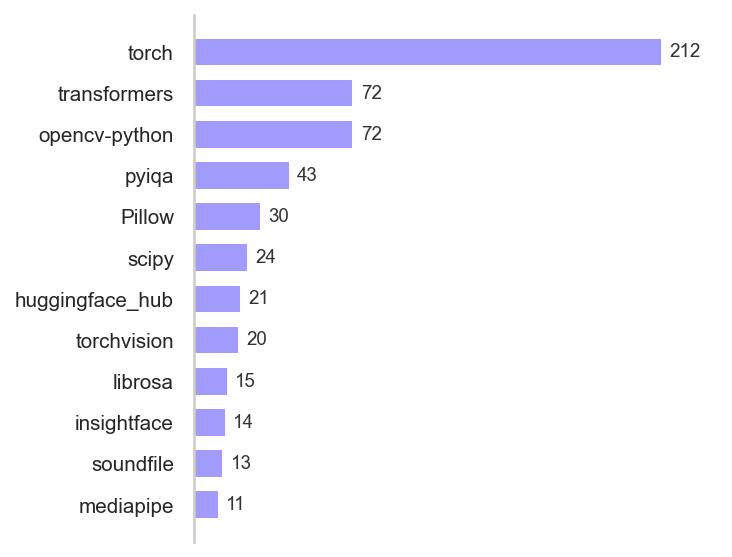 torch 212
transformers 72
opencv-python 72
pyiqa 43
Pillow 30
scipy 24
huggingface_hub 21
torchvision 20
librosa 15
insightface 14
soundfile 13
mediapipe 11